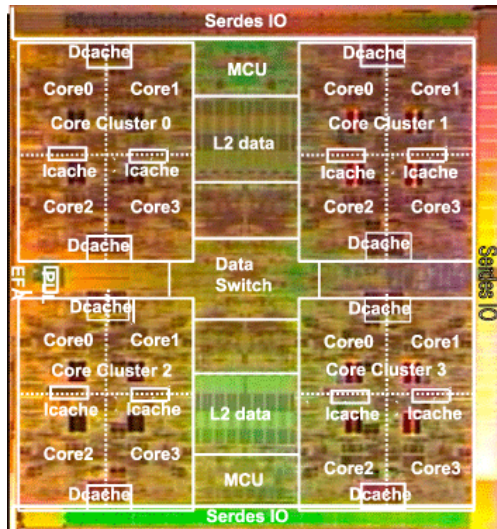 Serdes IO
Dcache
Core0 Core1
Core Cluster 0
Icache Icache
Core2 Core3
Dcache
MCU
L2 data
Dcache
Core0 Core1
Core Cluster 1
Icache Icache
Core2 Core3
Dcache
Data
Switch
EFA
Serdes IO
Dcache
Core0 Core1
Core Cluster 2
Icache Icache
Core2 Core3
Dcache
L2 data
MCU
Dcache
Core0 Core1
Core Cluster 3
Icache Icache
Core2 Core3
Dcache
Serdes IO